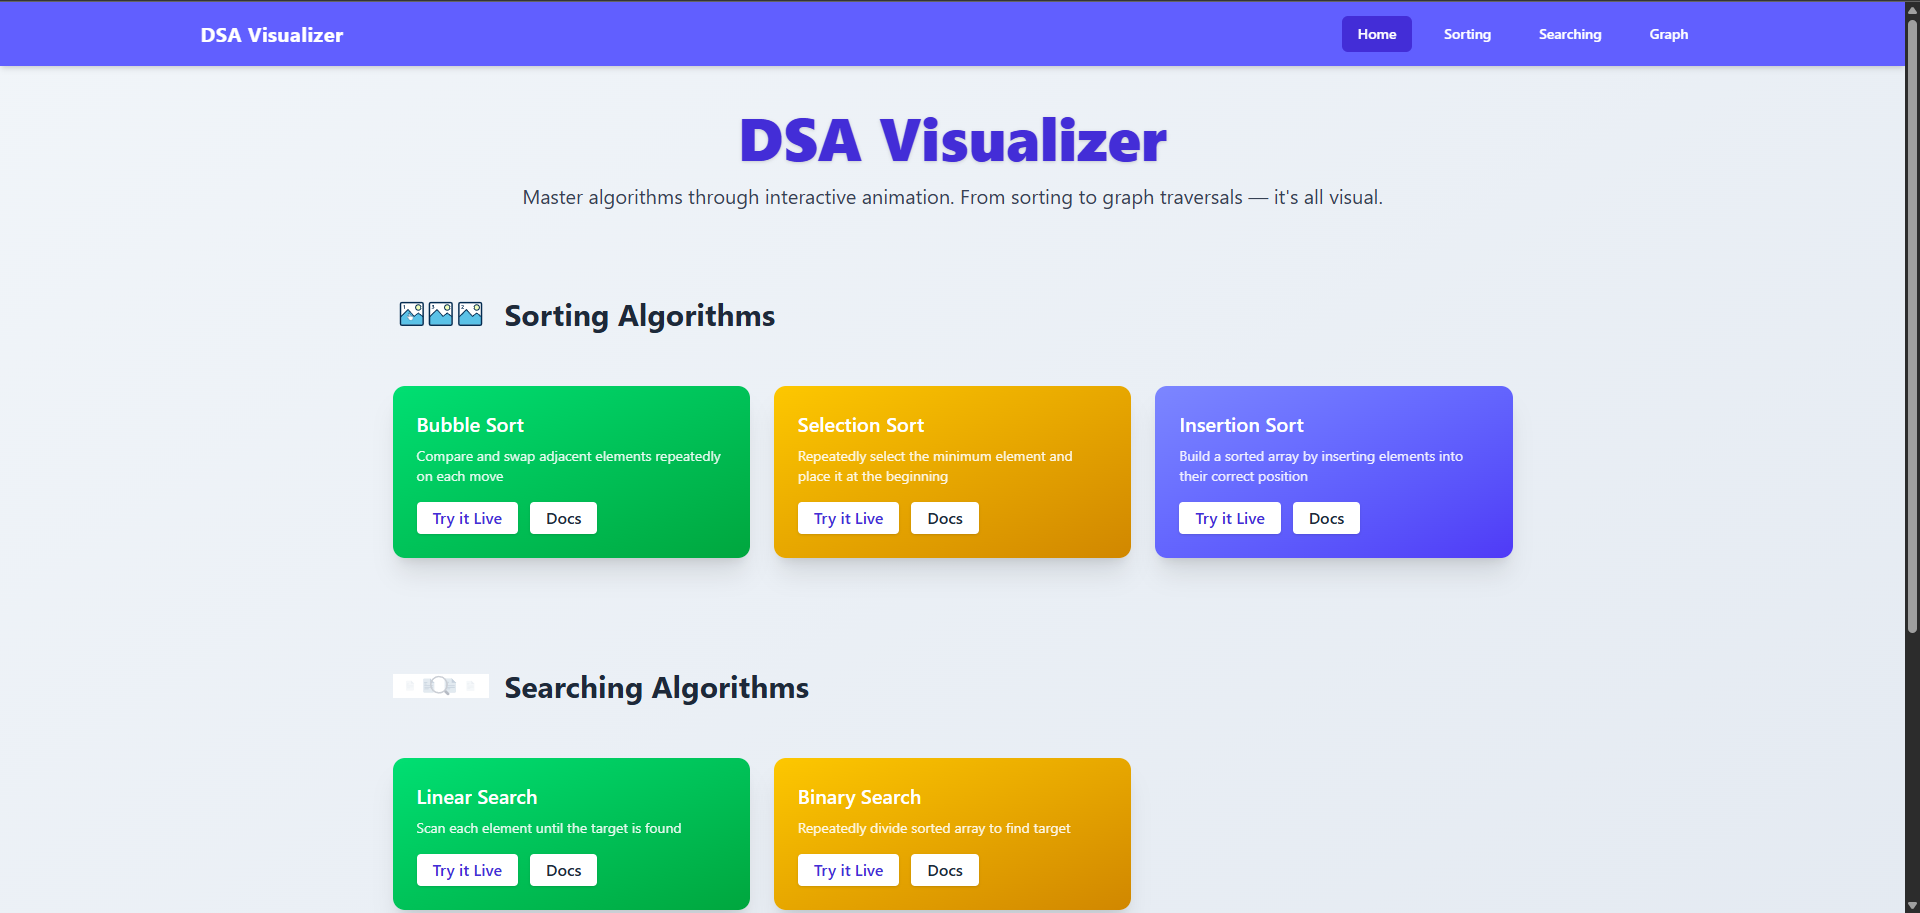 DSA Visualizer
Home
Sorting
Searching
Graph
DSA Visualizer
Master algorithms through interactive animation. From sorting to graph traversals — it's all visual.
Sorting Algorithms
Bubble Sort
Compare and swap adjacent elements repeatedly
on each move
Try it Live
Docs
Selection Sort
Repeatedly select the minimum element and
place it at the beginning
Try it Live
Docs
Insertion Sort
Build a sorted array by inserting elements into
their correct position
Try it Live
Docs
Searching Algorithms
Linear Search
Scan each element until the target is found
Try it Live
Docs
Binary Search
Repeatedly divide sorted array to find target
Try it Live
Docs